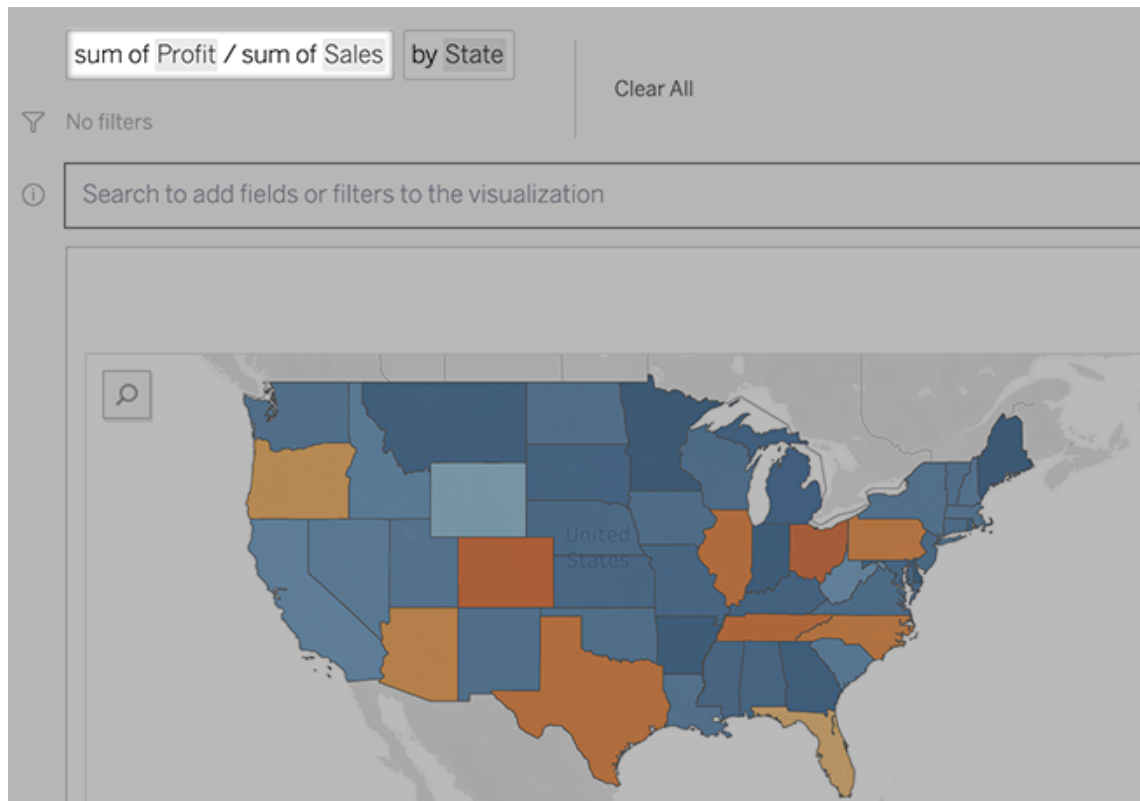 sum of Profit / sum of Sales by State
Clear All
No filters
Search to add fields or filters to the visualization
United
States